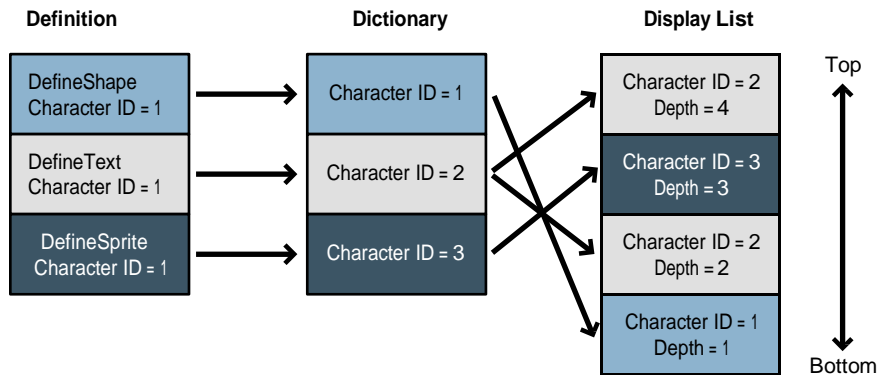 Definition
Dictionary
Display List
DefineShape
Character ID = 1
DefineText
Character ID = 1
DefineSprite
Character ID = 1
Character ID = 1
Character ID = 2
Character ID = 3
Character ID = 2
Depth = 4
Character ID = 3
Depth = 3
Character ID = 2
Depth = 2
Character ID = 1
Depth = 1
Top
Bottom